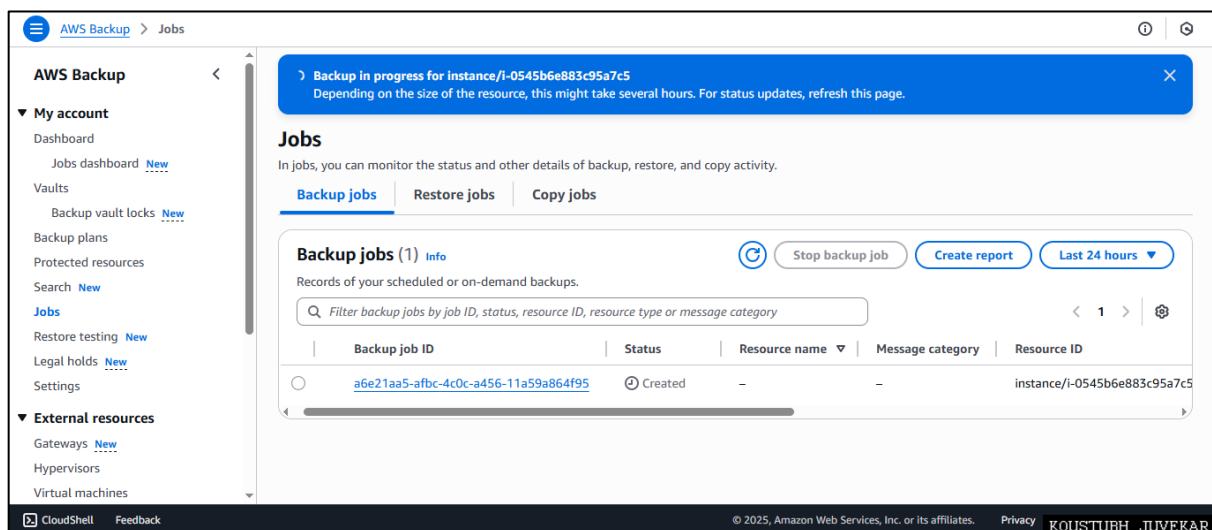 AWS Backup > Jobs
AWS Backup
My account
Dashboard
Jobs dashboard New
Vaults
Backup vault locks New
Backup plans
Protected resources
Search New
Jobs
Restore testing New
Legal holds New
Settings
External resources
Gateways New
Hypervisors
Virtual machines
Backup in progress for instance/i-0545b6e883c95a7c5
Depending on the size of the resource, this might take several hours. For status updates, refresh this page.
Jobs
In jobs, you can monitor the status and other details of backup, restore, and copy activity.
Backup jobs Restore jobs Copy jobs
Backup jobs (1) Info Stop backup job Create report Last 24 hours
Records of your scheduled or on-demand backups.
Filter backup jobs by job ID, status, resource ID, resource type or message category < 1 >
Backup job ID Status Resource name Message category Resource ID
a6e21aa5-afbc-4c0c-a456-11a59a864f95 Created – – instance/i-0545b6e883c95a7c5
CloudShell Feedback © 2025, Amazon Web Services, Inc. or its affiliates. Privacy KOUSTUBH JUVEKAR